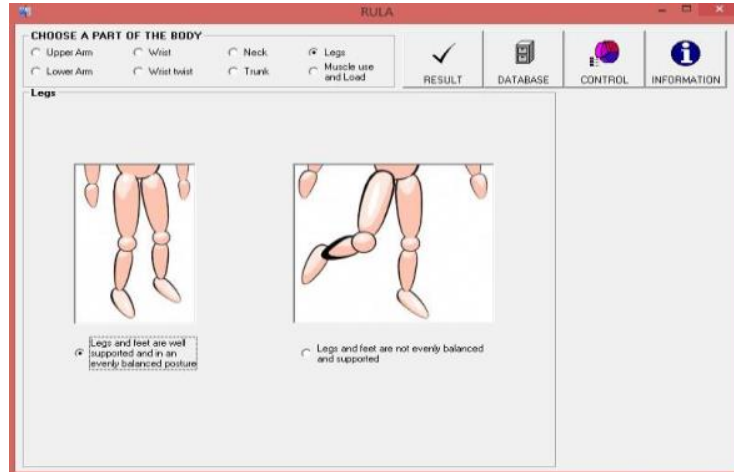 RULA
CHOOSE A PART OF THE BODY
Upper Arm Wrist Neck Legs
Lower Arm Wrist twist Trunk Muscle use and Load
RESULT DATABASE CONTROL INFORMATION
Legs
Legs and feet are well
supported and in an
evenly balanced posture
Legs and feet are not evenly balanced
and supported